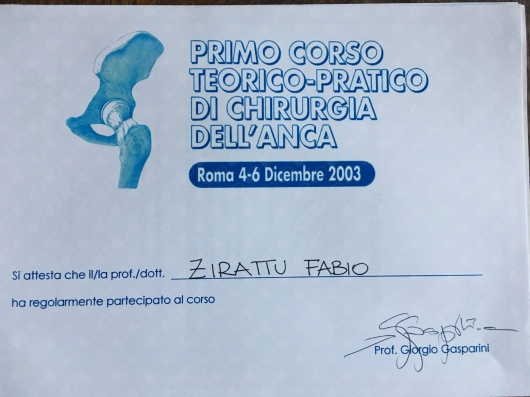 PRIMO CORSO
TEORICO-PRATICO
DI CHIRURGIA
DELL'ANCA
Roma 4-6 Dicembre 2003
Si attesta che il/la prof./dott. ZIRATTU FABIO
ha regolarmente partecipato al corso
Prof. Giorgio Gasparini